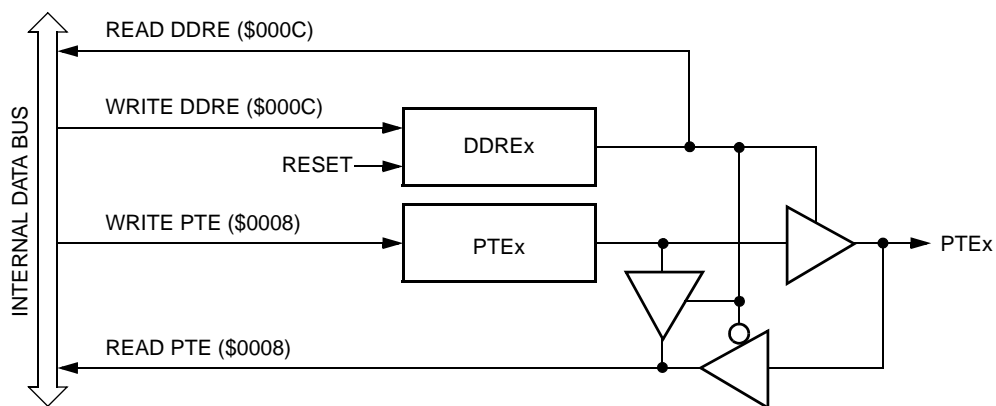 READ DDRE ($000C)
WRITE DDRE ($000C)
DDREx
RESET
INTERNAL DATA BUS
WRITE PTE ($0008)
PTEx
PTEx
READ PTE ($0008)